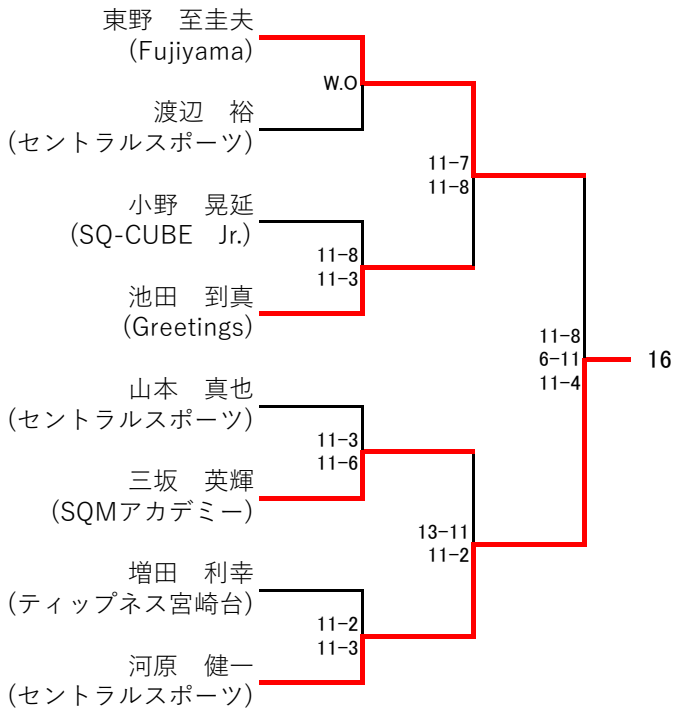 東野　至圭夫
(Fujiyama)
W.O
渡辺　裕
(セントラルスポーツ)
11-7
11-8
小野　晃延
(SQ-CUBE　Jr.)
11-8
11-3
池田　到真
(Greetings)
11-8
6-11
11-4
16
山本　真也
(セントラルスポーツ)
11-3
11-6
三坂　英輝
(SQMアカデミー)
13-11
11-2
増田　利幸
(ティップネス宮崎台)
11-2
11-3
河原　健一
(セントラルスポーツ)